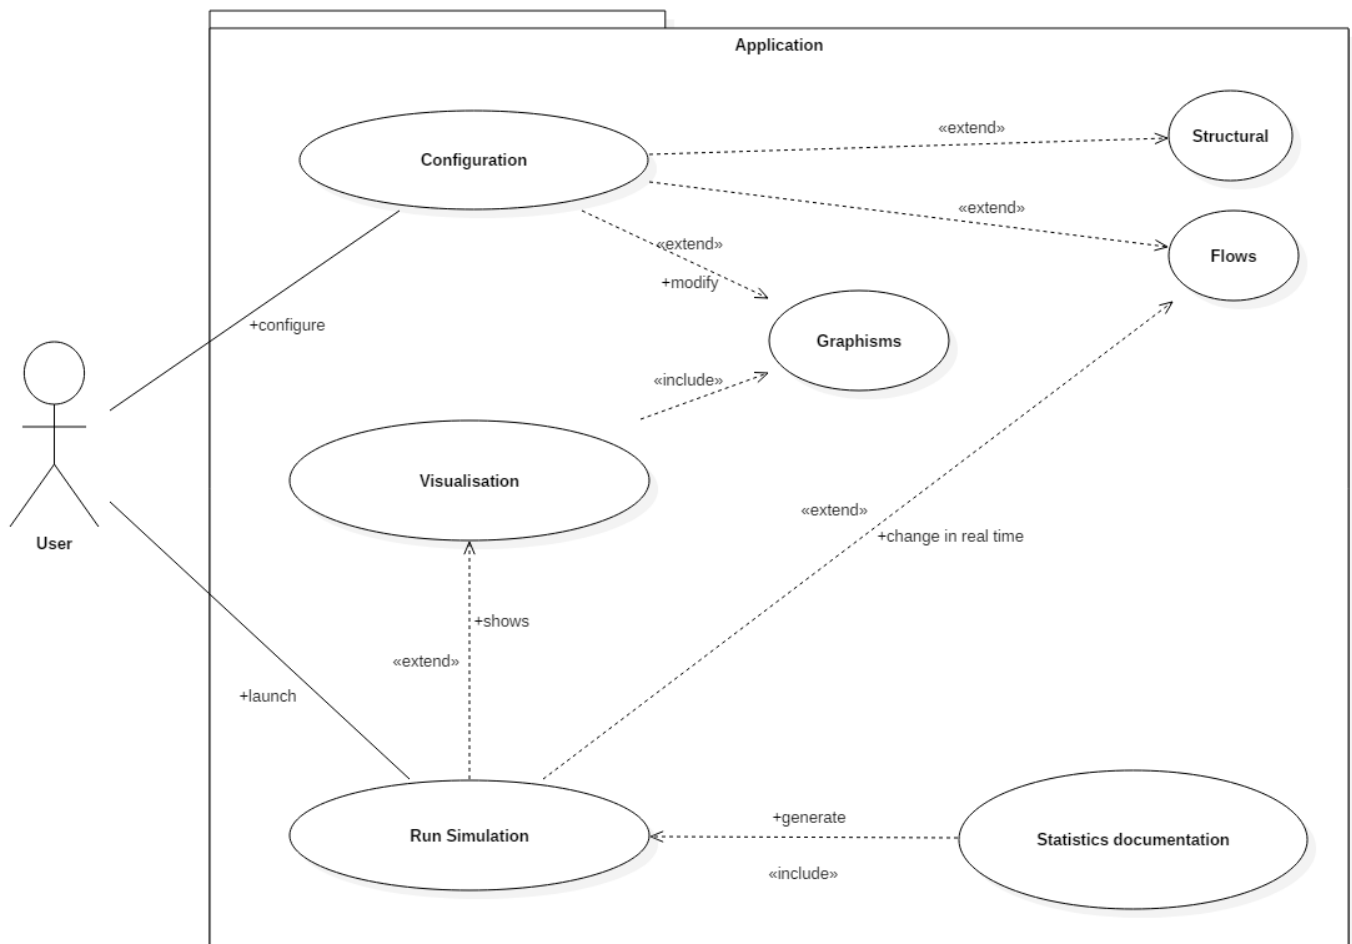 Application
«extend»
Structural
Configuration
«extend»
«extend»
Flows
+modify
+configure
Graphisms
«include»
Visualisation
«extend»
+change in real time
User
+shows
«extend»
+launch
+generate
Run Simulation
Statistics documentation
«include»